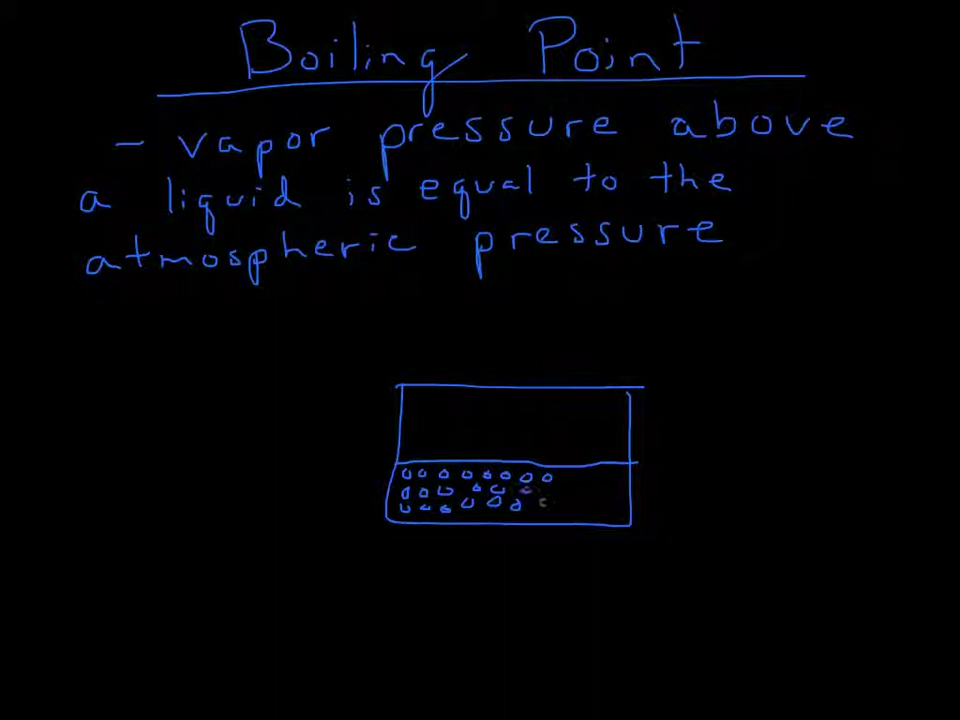 Boiling Point
- vapor pressure above
a liquid is equal to the
atmospheric pressure